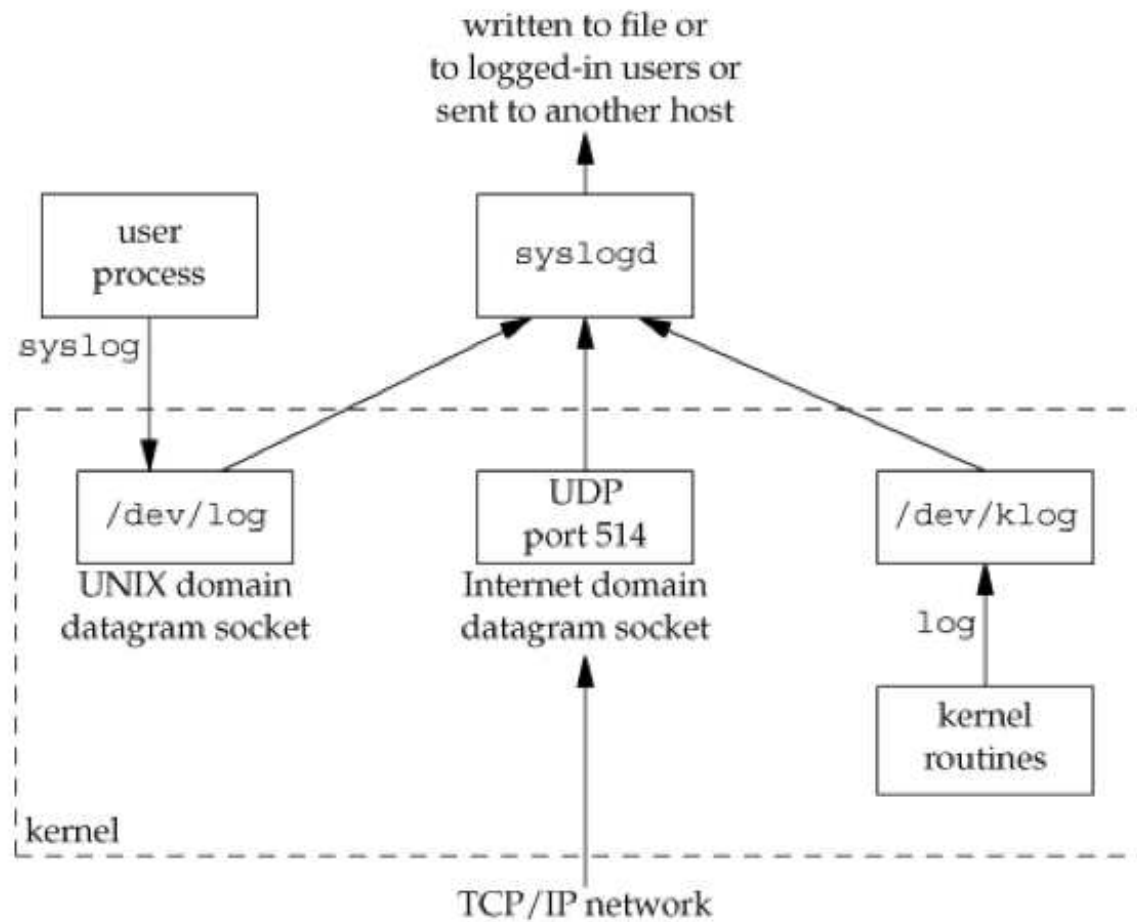 written to file or
to logged-in users or
sent to another host
user
process
syslogd
syslog
/dev/log
UNIX domain
datagram socket
UDP
port 514
Internet domain
datagram socket
/dev/klog
log
kernel
routines
kernel
TCP/IP network